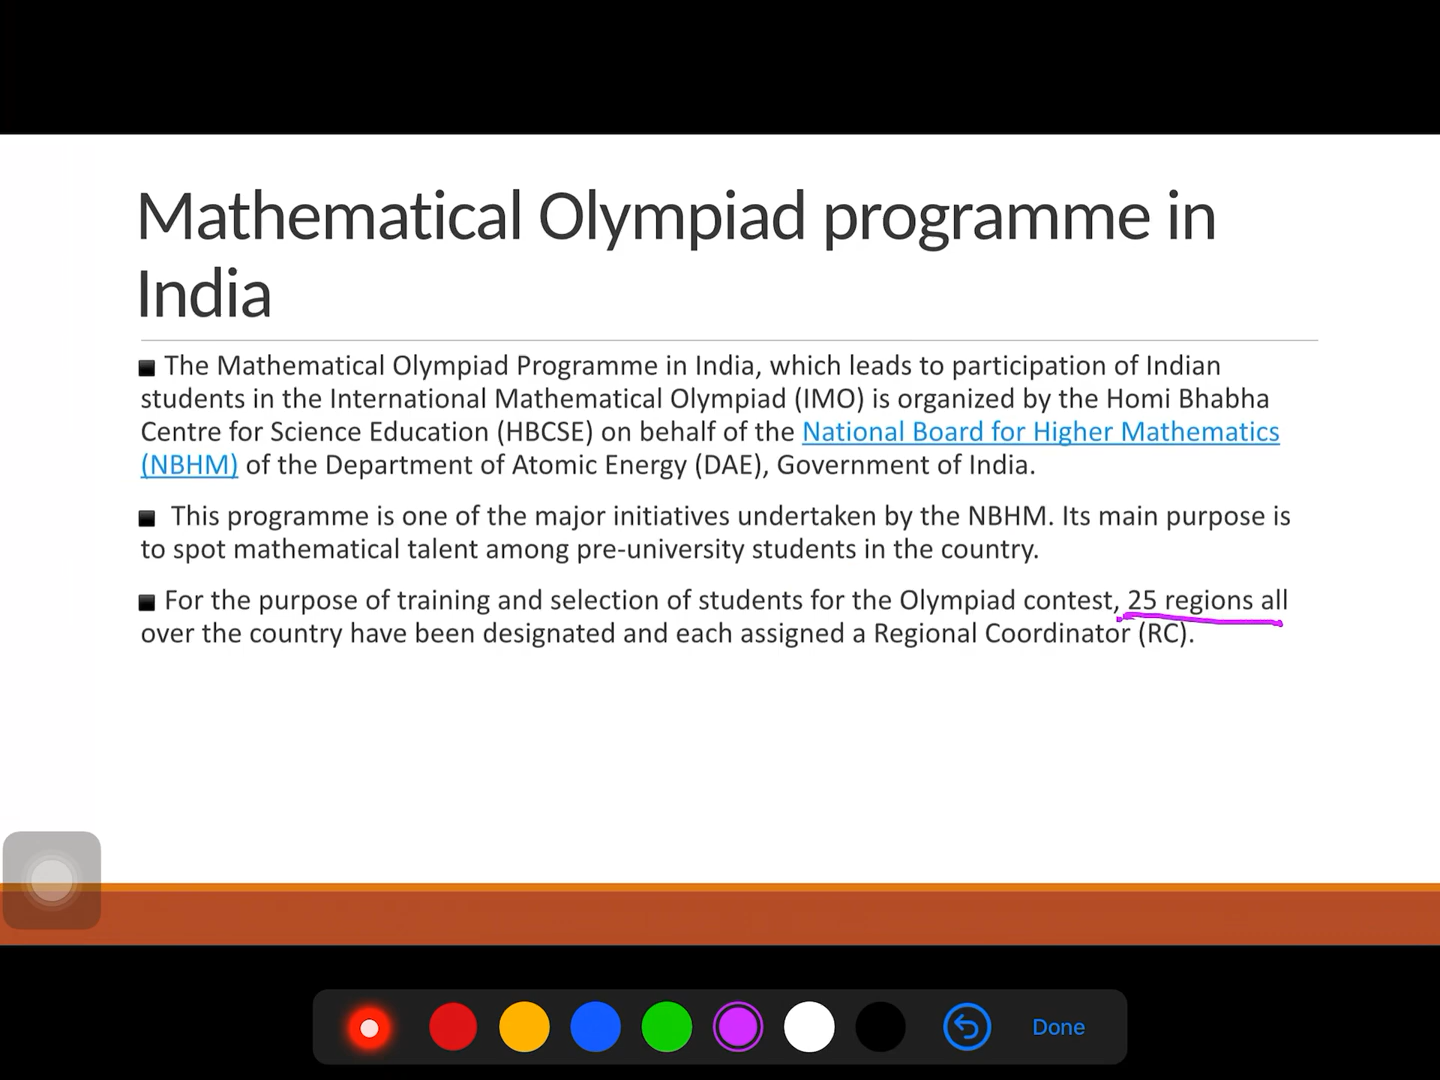 Mathematical Olympiad programme in
India
The Mathematical Olympiad Programme in India, which leads to participation of Indian
students in the International Mathematical Olympiad (IMO) is organized by the Homi Bhabha
Centre for Science Education (HBCSE) on behalf of the National Board for Higher Mathematics
(NBHM) of the Department of Atomic Energy (DAE), Government of India.
This programme is one of the major initiatives undertaken by the NBHM. Its main purpose is
to spot mathematical talent among pre-university students in the country.
For the purpose of training and selection of students for the Olympiad contest, 25 regions all
over the country have been designated and each assigned a Regional Coordinator (RC).
Done